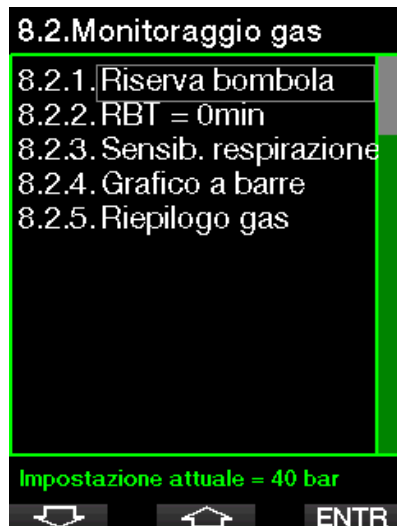 8.2.Monitoraggio gas
8.2.1. Riserva bombola
8.2.2. RBT = 0min
8.2.3. Sensib. respirazione
8.2.4. Grafico a barre
8.2.5. Riepilogo gas
Impostazione attuale = 40 bar
ENTR